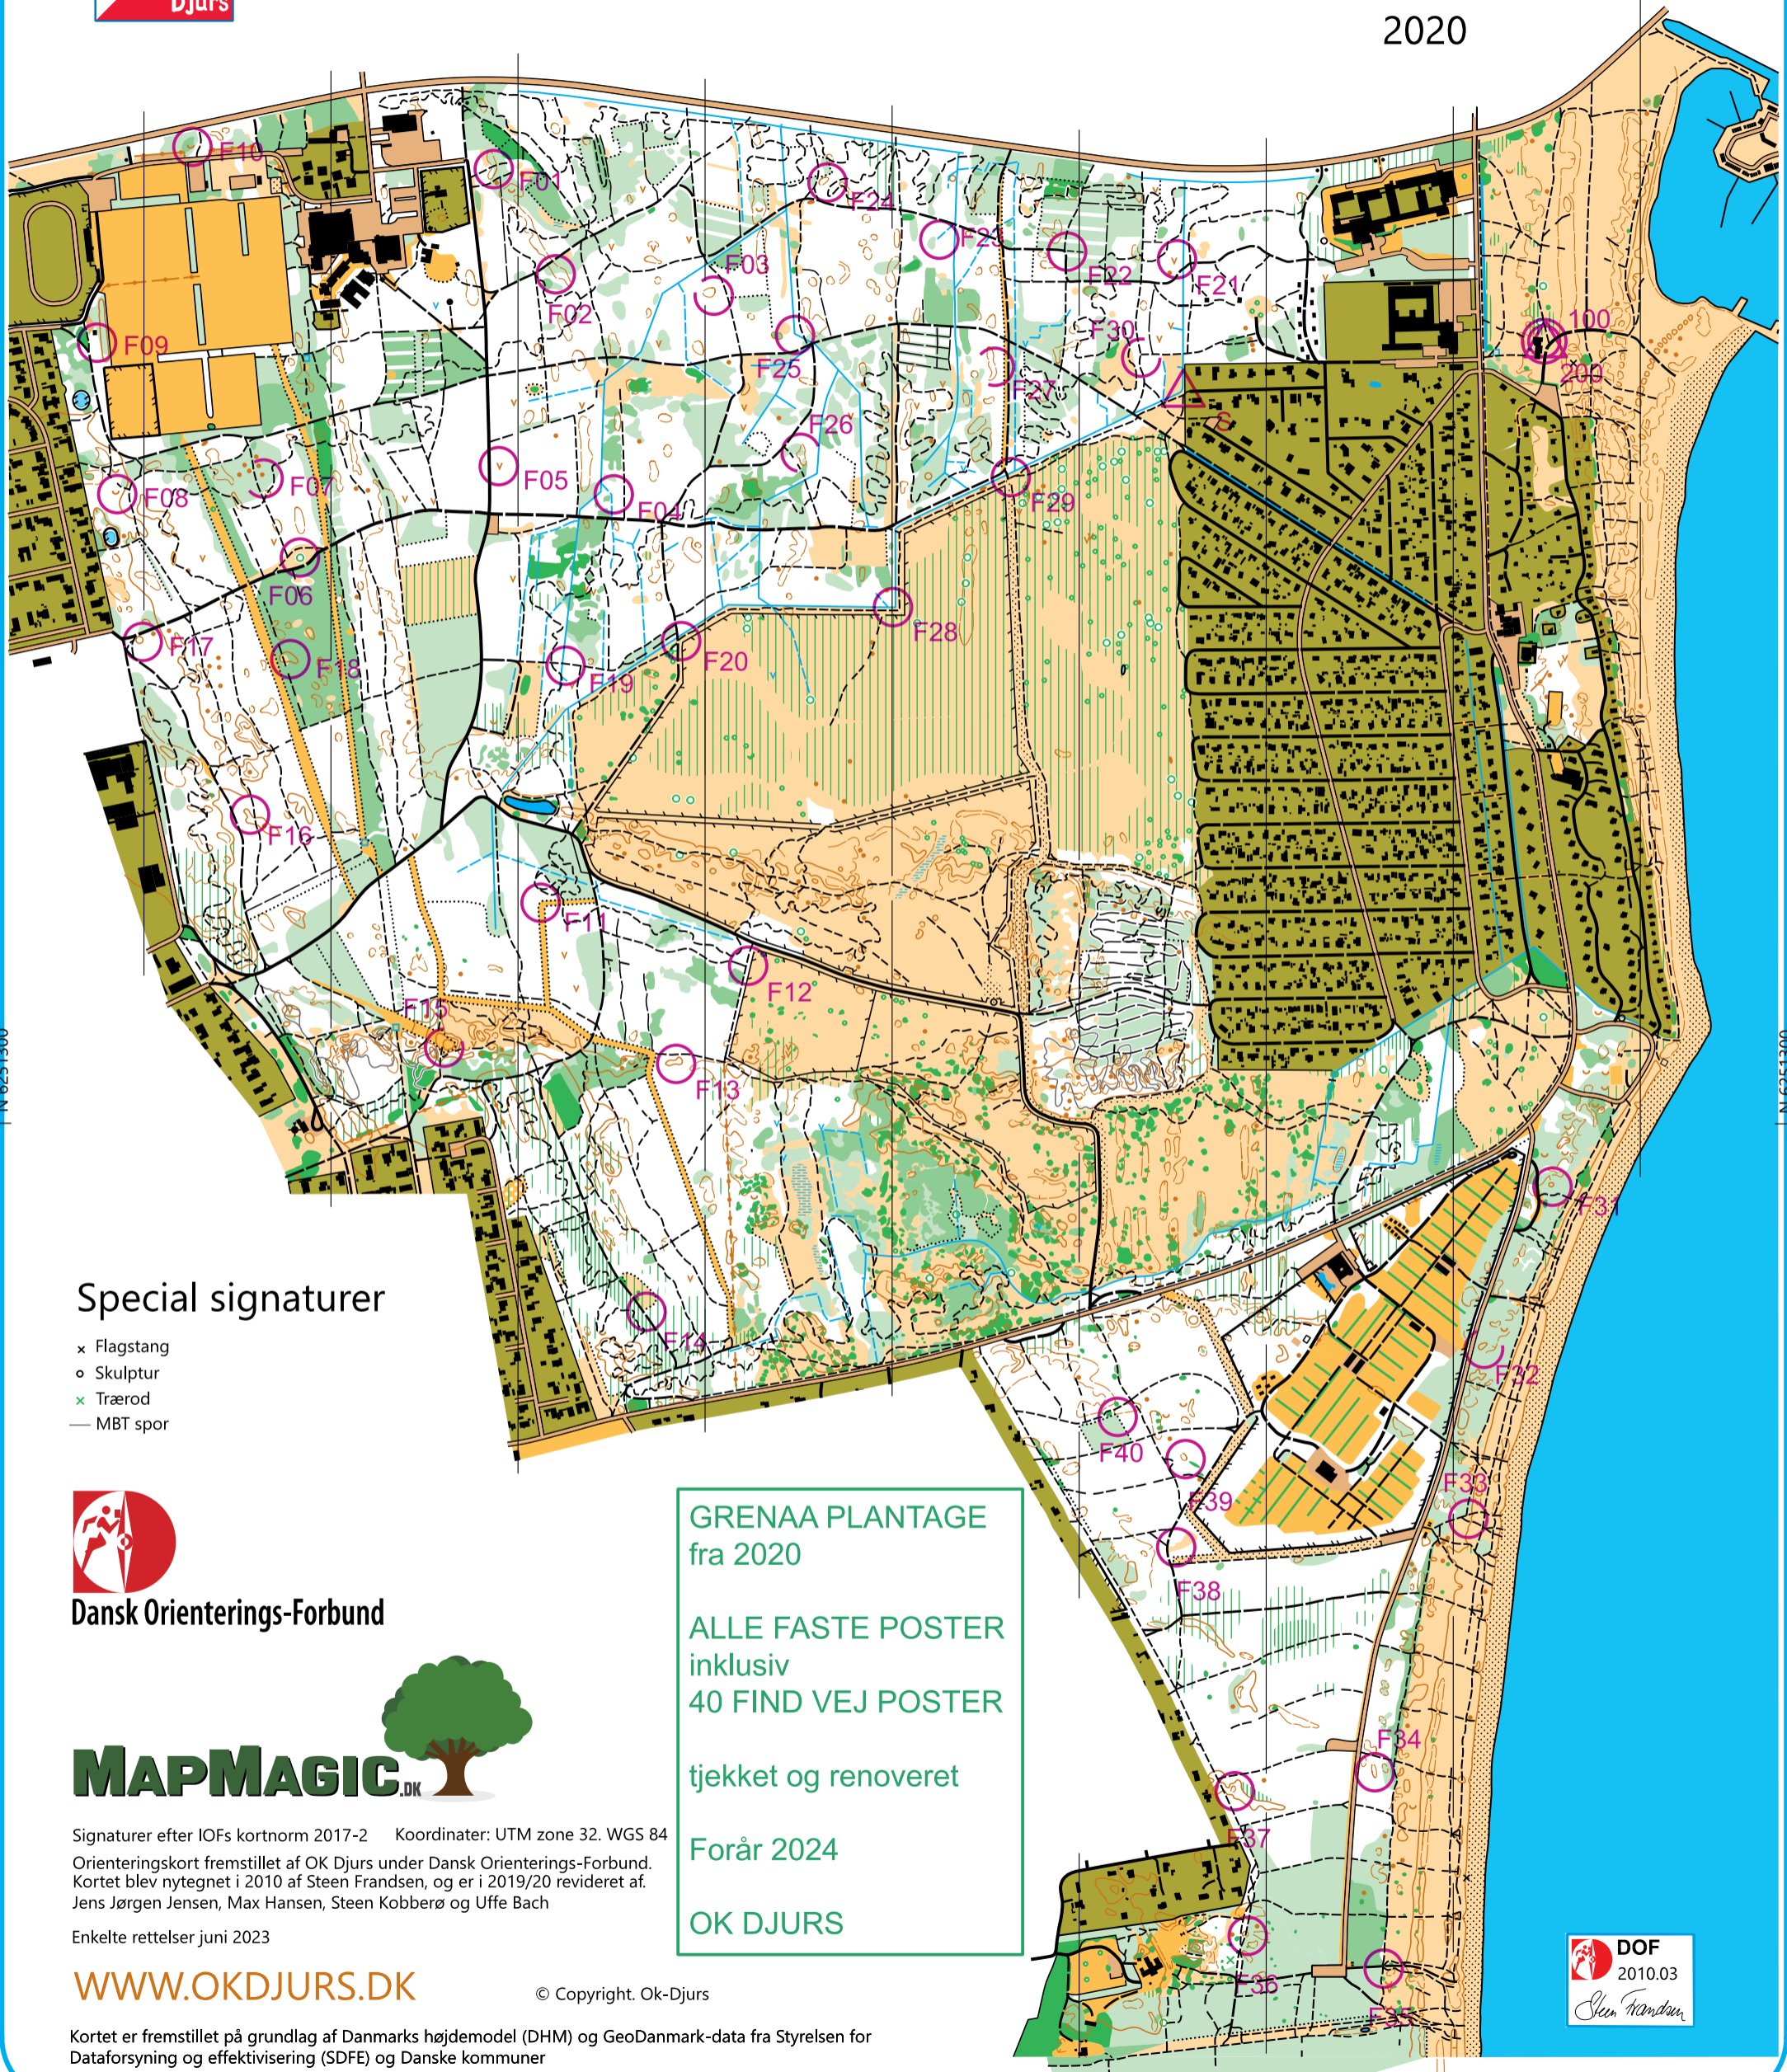 Djurs
2020
F10
F01
F24
F23
F03
F22
F21
F02
F09
F30
100
F25
F27
200
F26
S
F05
F07
F08
F04
F29
F06
F28
F17
F18
F20
F19
F16
F11
F12
F15
N 6251300
N 6251300
F13
F31
F14
F32
F40
F39
F33
F38
F34
F37
F36
F35
Special signaturer
Flagstang
Skulptur
Trærod
MBT spor
Dansk Orienterings-Forbund
MAPMAGIC.DK
Signaturer efter IOFs kortnorm 2017-2 Koordinater: UTM zone 32. WGS 84
Orienteringskort fremstillet af OK Djurs under Dansk Orienterings-Forbund.
Kortet blev nytegnet i 2010 af Steen Frandsen, og er i 2019/20 revideret af.
Jens Jørgen Jensen, Max Hansen, Steen Kobberø og Uffe Bach
Enkelte rettelser juni 2023
WWW.OKDJURS.DK
© Copyright. Ok-Djurs
Kortet er fremstillet på grundlag af Danmarks højdemodel (DHM) og GeoDanmark-data fra Styrelsen for
Dataforsyning og effektivisering (SDFE) og Danske kommuner
GRENAA PLANTAGE
fra 2020
ALLE FASTE POSTER
inklusiv
40 FIND VEJ POSTER
tjekket og renoveret
Forår 2024
OK DJURS
DOF
2010.03
Steen Frandsen